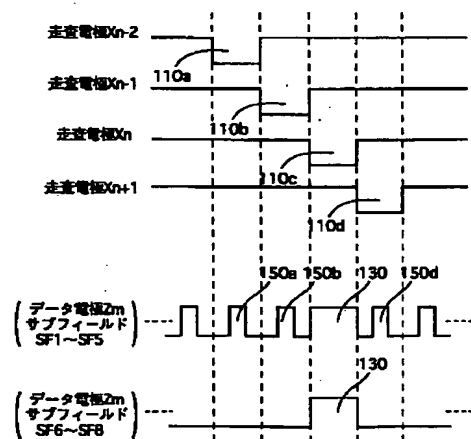 走査電極Xn-2
110a
走査電極Xn-1
110b
走査電極Xn
110c
走査電極Xn+1
110d
150a 150b 130 150d
データ電極Zm
サブフィールド
SF1～SF5
130
データ電極Zm
サブフィールド
SF6～SF8